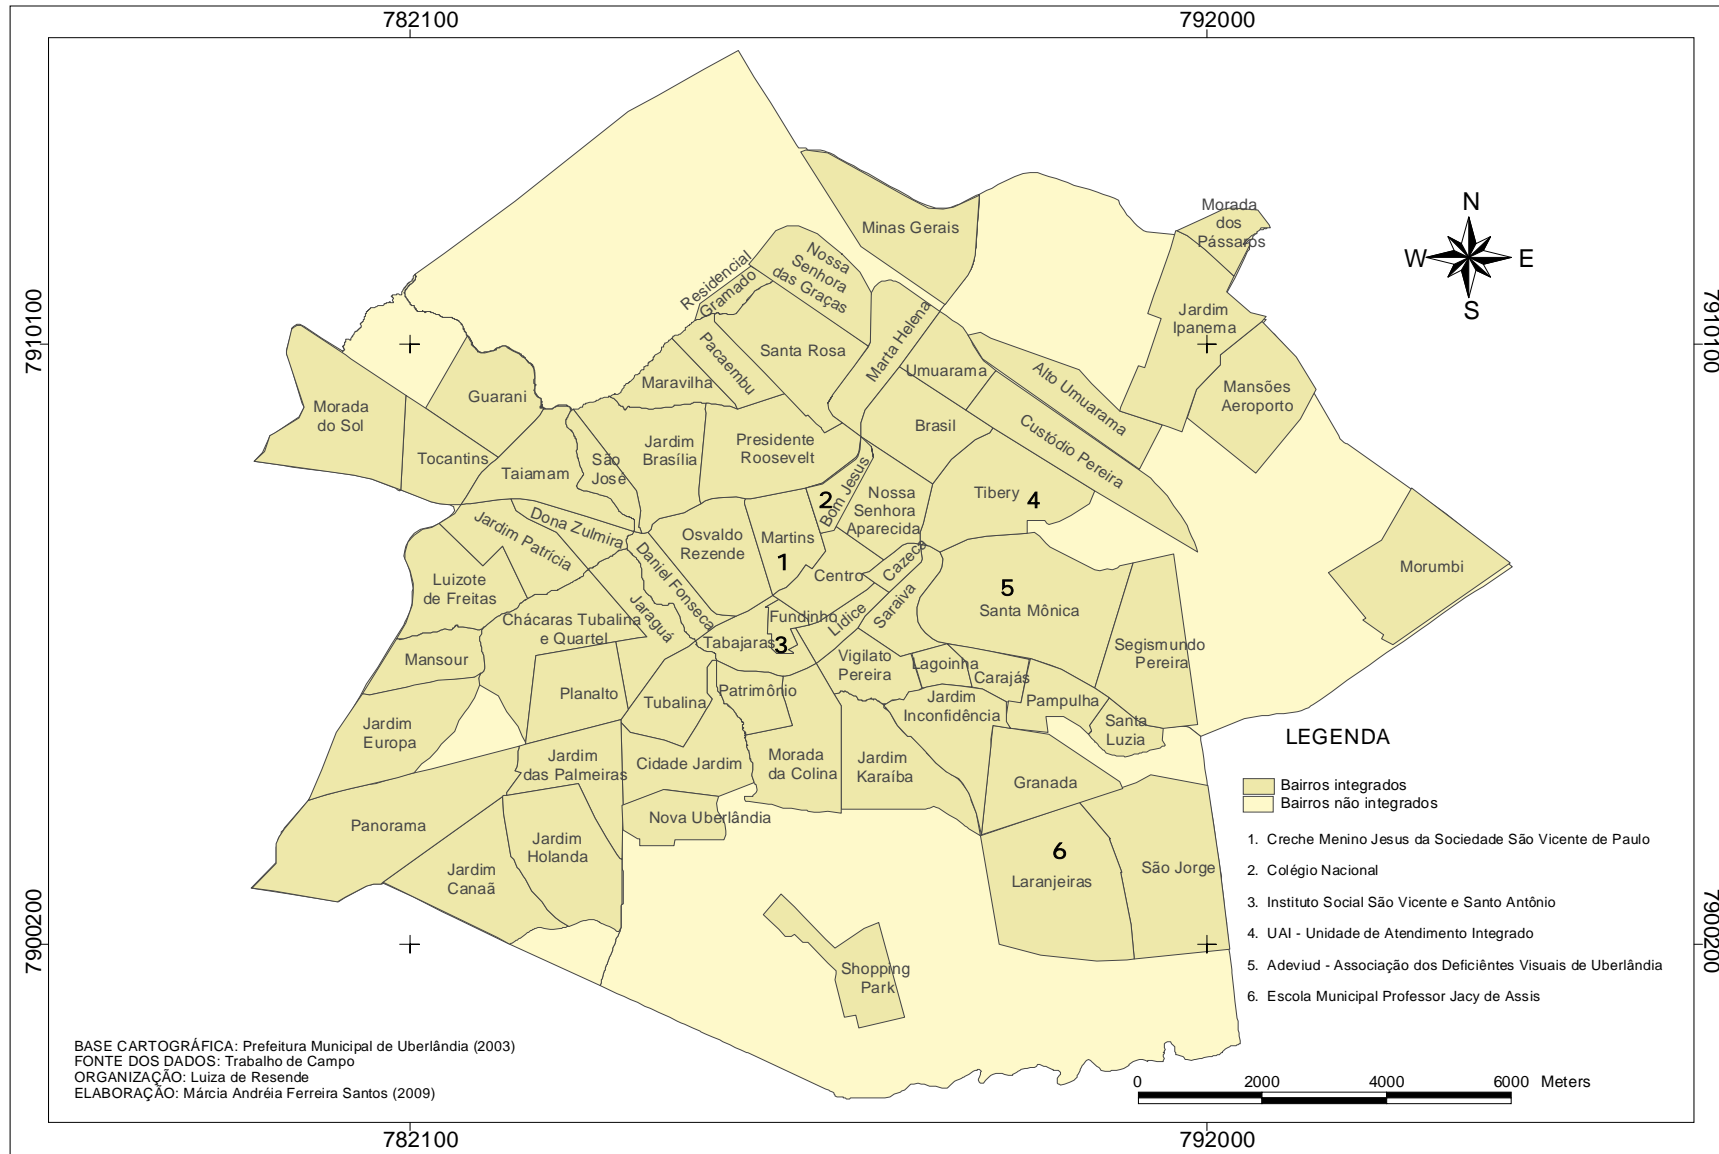 782100
792000
Morada
dos
Pássaros
Minas Gerais
N
W
E
S
Nossa
Senhora
das Graças
Residencial
Gramado
7910100
7910100
Jardim
Ipanema
Marta Helena
Santa Rosa
Pacaembu
Maravilha
Umuarama
Alto Umuarama
Mansões
Aeroporto
Guarani
Morada
do Sol
Brasil
Custódio Pereira
Presidente
Roosevelt
Jardim
Brasília
São
José
Tocantins
Taiamam
2
Bom Jesus
Nossa
Senhora
Aparecida
Tibery
4
Dona Zulmira
Jardim Patrícia
Osvaldo
Rezende
Martins
1
Daniel Fonseca
Centro
Cazeca
Morumbi
Luizote
de Freitas
5
Santa Mônica
Chácaras Tubalina
e Quartel
Jaraguá
Fundinho
Lídice
Saraiva
Tabajaras
3
Segismundo
Pereira
Mansour
Vigilato
Pereira
Lagoinha
Carajás
Planalto
Tubalina
Patrimônio
Jardim
Inconfidência
Pampulha
Santa
Luzia
Jardim
Europa
Jardim
das Palmeiras
Cidade Jardim
Morada
da Colina
Jardim
Karaíba
Granada
Nova Uberlândia
Panorama
Jardim
Holanda
Jardim
Canaã
6
Laranjeiras
São Jorge
Shopping
Park
7900200
7900200
LEGENDA
Bairros integrados
Bairros não integrados
1. Creche Menino Jesus da Sociedade São Vicente de Paulo
2. Colégio Nacional
3. Instituto Social São Vicente e Santo Antônio
4. UAI - Unidade de Atendimento Integrado
5. Adeviud - Associação dos Deficiêntes Visuais de Uberlândia
6. Escola Municipal Professor Jacy de Assis
BASE CARTOGRÁFICA: Prefeitura Municipal de Uberlândia (2003)
FONTE DOS DADOS: Trabalho de Campo
ORGANIZAÇÃO: Luiza de Resende
ELABORAÇÃO: Márcia Andréia Ferreira Santos (2009)
0 2000 4000 6000 Meters
782100
792000